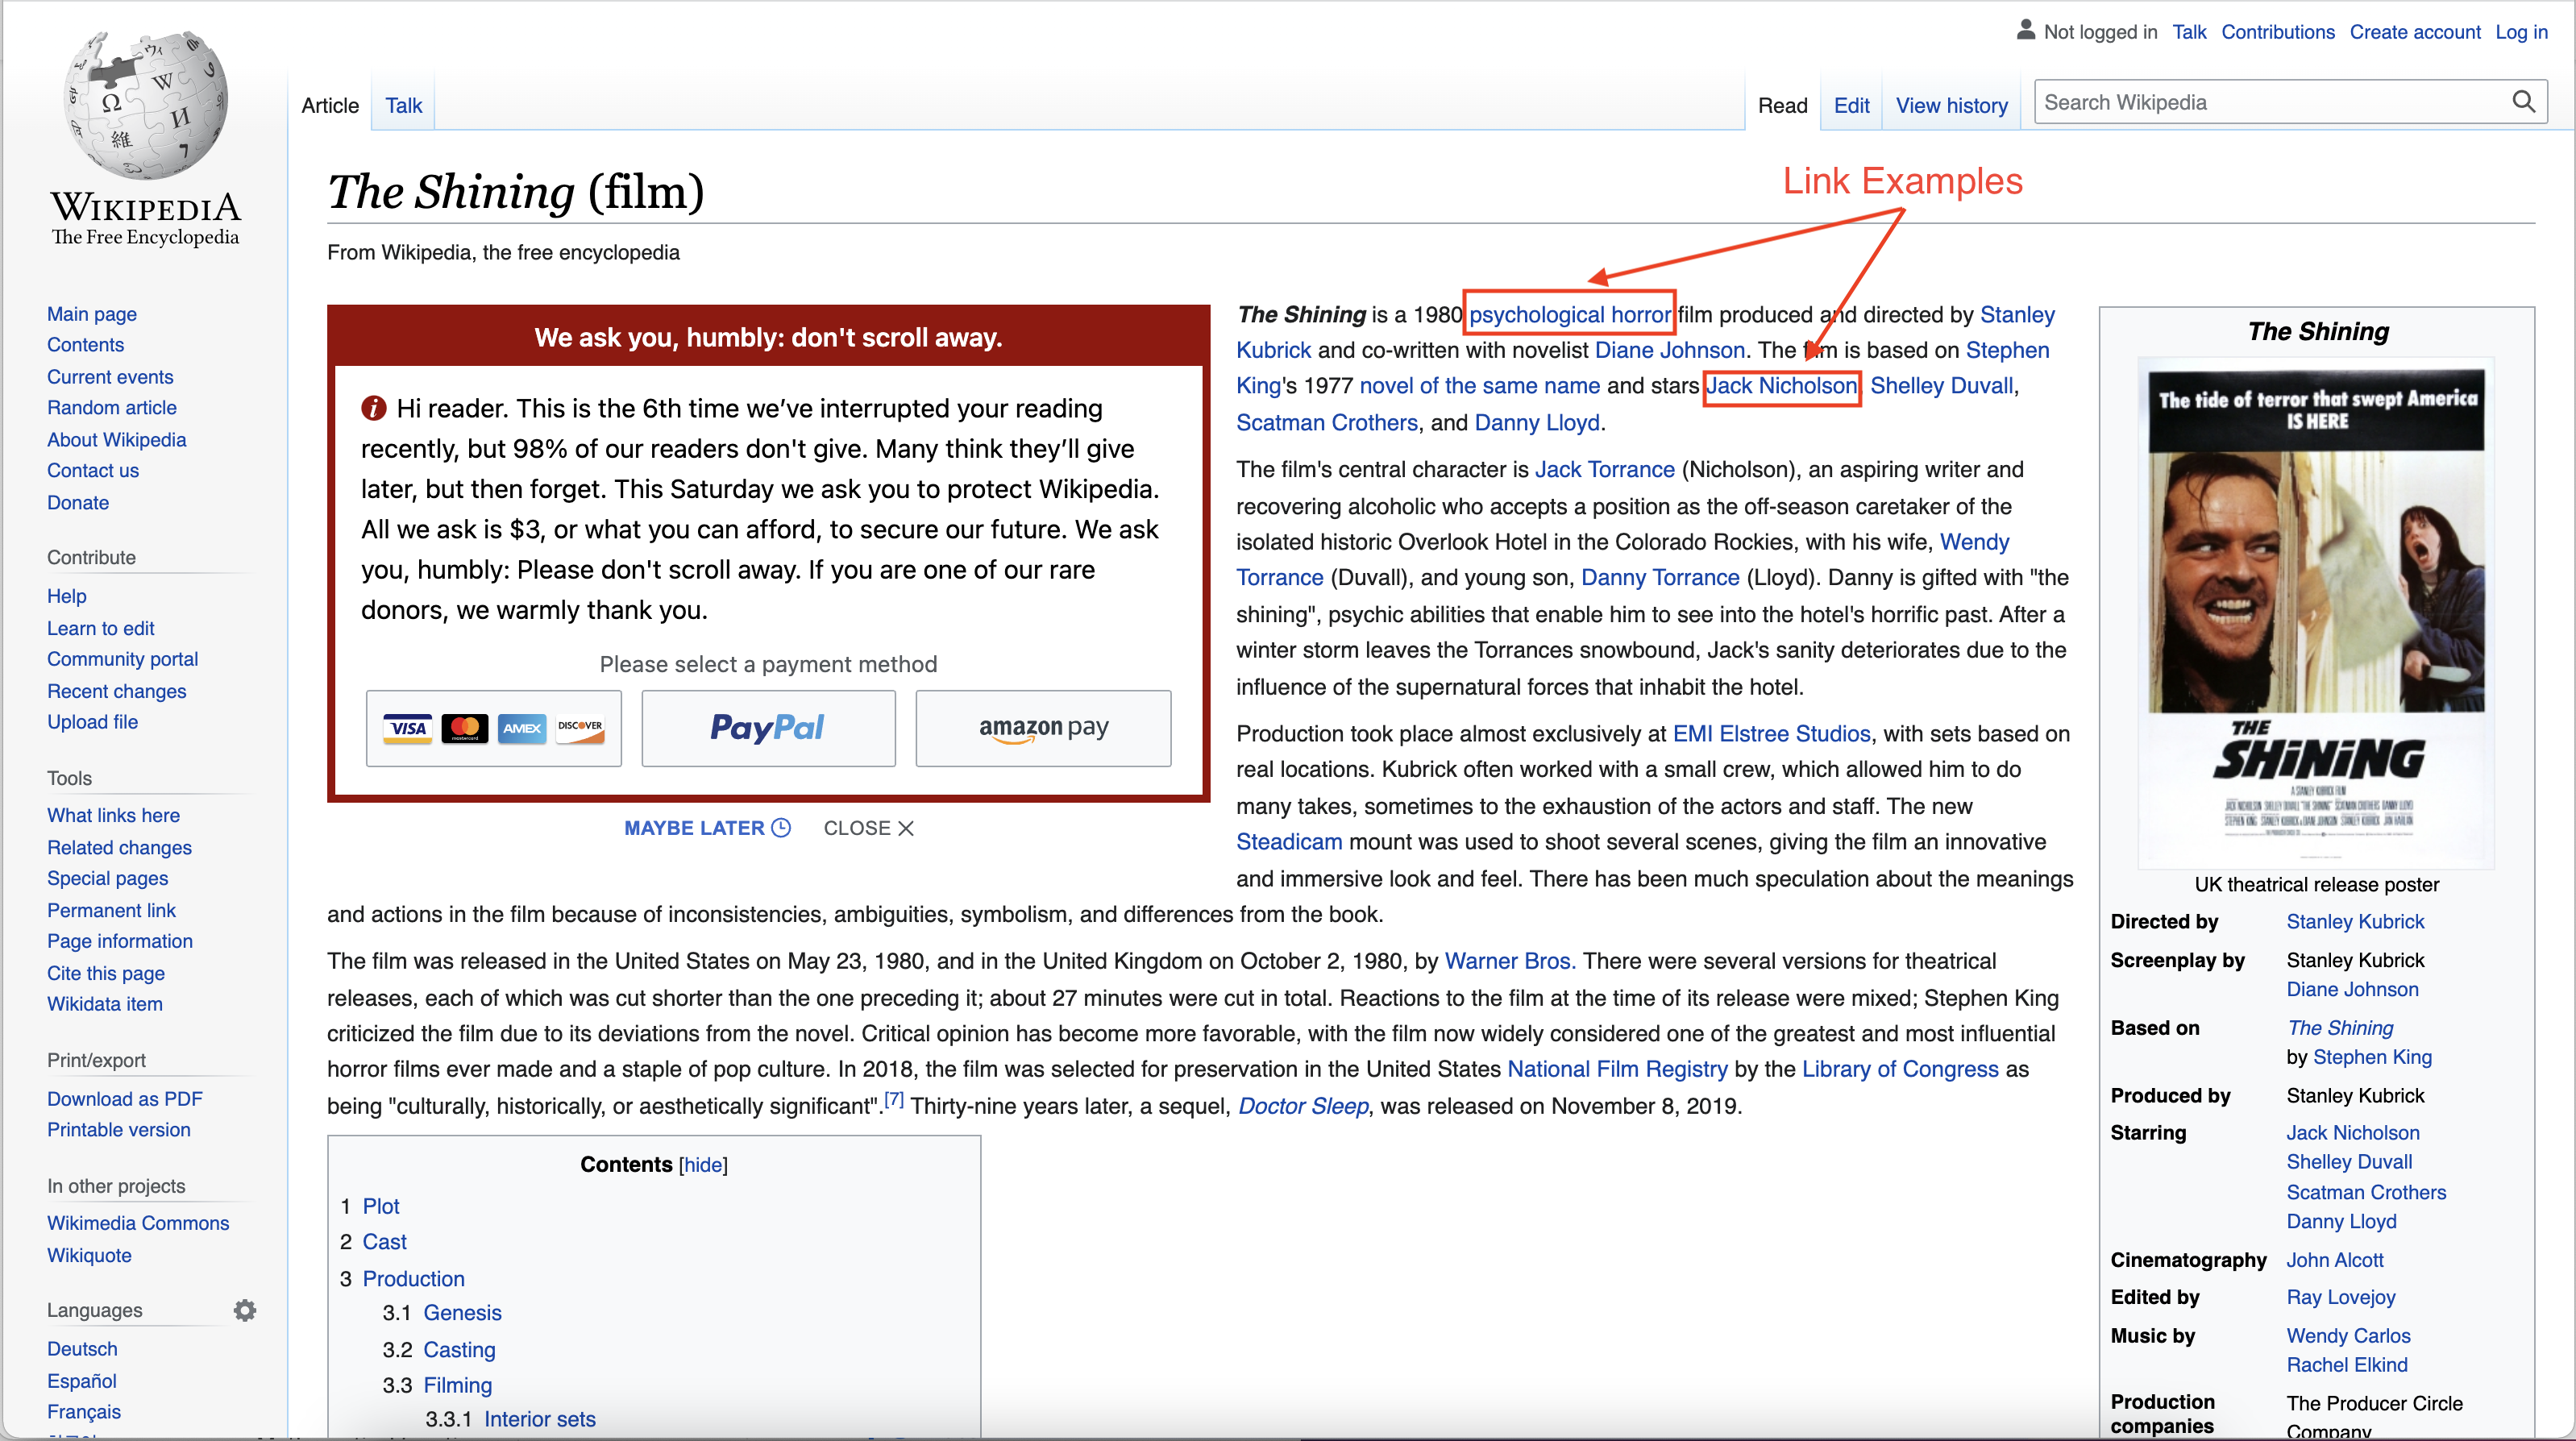 Not logged in Talk Contributions Create account Log in
Article Talk
Read Edit View history Search Wikipedia
WIKIPEDIA
The Free Encyclopedia
Main page
Contents
Current events
Random article
About Wikipedia
Contact us
Donate
Contribute
Help
Learn to edit
Community portal
Recent changes
Upload file
Tools
What links here
Related changes
Special pages
Permanent link
Page information
Cite this page
Wikidata item
Print/export
Download as PDF
Printable version
In other projects
Wikimedia Commons
Wikiquote
Languages
Deutsch
Español
Français
The Shining (film)
Link Examples
From Wikipedia, the free encyclopedia
We ask you, humbly: don't scroll away.
Hi reader. This is the 6th time we’ve interrupted your reading
recently, but 98% of our readers don't give. Many think they’ll give
later, but then forget. This Saturday we ask you to protect Wikipedia.
All we ask is $3, or what you can afford, to secure our future. We ask
you, humbly: Please don't scroll away. If you are one of our rare
donors, we warmly thank you.
Please select a payment method
VISA mastercard AMEX DISCOVER PayPal amazon pay
MAYBE LATER CLOSE
The Shining is a 1980 psychological horror film produced and directed by Stanley
Kubrick and co-written with novelist Diane Johnson. The film is based on Stephen
King's 1977 novel of the same name and stars Jack Nicholson, Shelley Duvall,
Scatman Crothers, and Danny Lloyd.
The film's central character is Jack Torrance (Nicholson), an aspiring writer and
recovering alcoholic who accepts a position as the off-season caretaker of the
isolated historic Overlook Hotel in the Colorado Rockies, with his wife, Wendy
Torrance (Duvall), and young son, Danny Torrance (Lloyd). Danny is gifted with "the
shining", psychic abilities that enable him to see into the hotel's horrific past. After a
winter storm leaves the Torrances snowbound, Jack's sanity deteriorates due to the
influence of the supernatural forces that inhabit the hotel.
Production took place almost exclusively at EMI Elstree Studios, with sets based on
real locations. Kubrick often worked with a small crew, which allowed him to do
many takes, sometimes to the exhaustion of the actors and staff. The new
Steadicam mount was used to shoot several scenes, giving the film an innovative
and immersive look and feel. There has been much speculation about the meanings
and actions in the film because of inconsistencies, ambiguities, symbolism, and differences from the book.
The film was released in the United States on May 23, 1980, and in the United Kingdom on October 2, 1980, by Warner Bros. There were several versions for theatrical
releases, each of which was cut shorter than the one preceding it; about 27 minutes were cut in total. Reactions to the film at the time of its release were mixed; Stephen King
criticized the film due to its deviations from the novel. Critical opinion has become more favorable, with the film now widely considered one of the greatest and most influential
horror films ever made and a staple of pop culture. In 2018, the film was selected for preservation in the United States National Film Registry by the Library of Congress as
being "culturally, historically, or aesthetically significant".[7] Thirty-nine years later, a sequel, Doctor Sleep, was released on November 8, 2019.
Contents [hide]
1 Plot
2 Cast
3 Production
3.1 Genesis
3.2 Casting
3.3 Filming
3.3.1 Interior sets
The Shining
The tide of terror that swept America
IS HERE
THE
SHiNiNG
A STANLEY KUBRICK FILM
UK theatrical release poster
Directed by Stanley Kubrick
Screenplay by Stanley Kubrick
Diane Johnson
Based on The Shining
by Stephen King
Produced by Stanley Kubrick
Starring Jack Nicholson
Shelley Duvall
Scatman Crothers
Danny Lloyd
Cinematography John Alcott
Edited by Ray Lovejoy
Music by Wendy Carlos
Rachel Elkind
Production The Producer Circle
companies Company